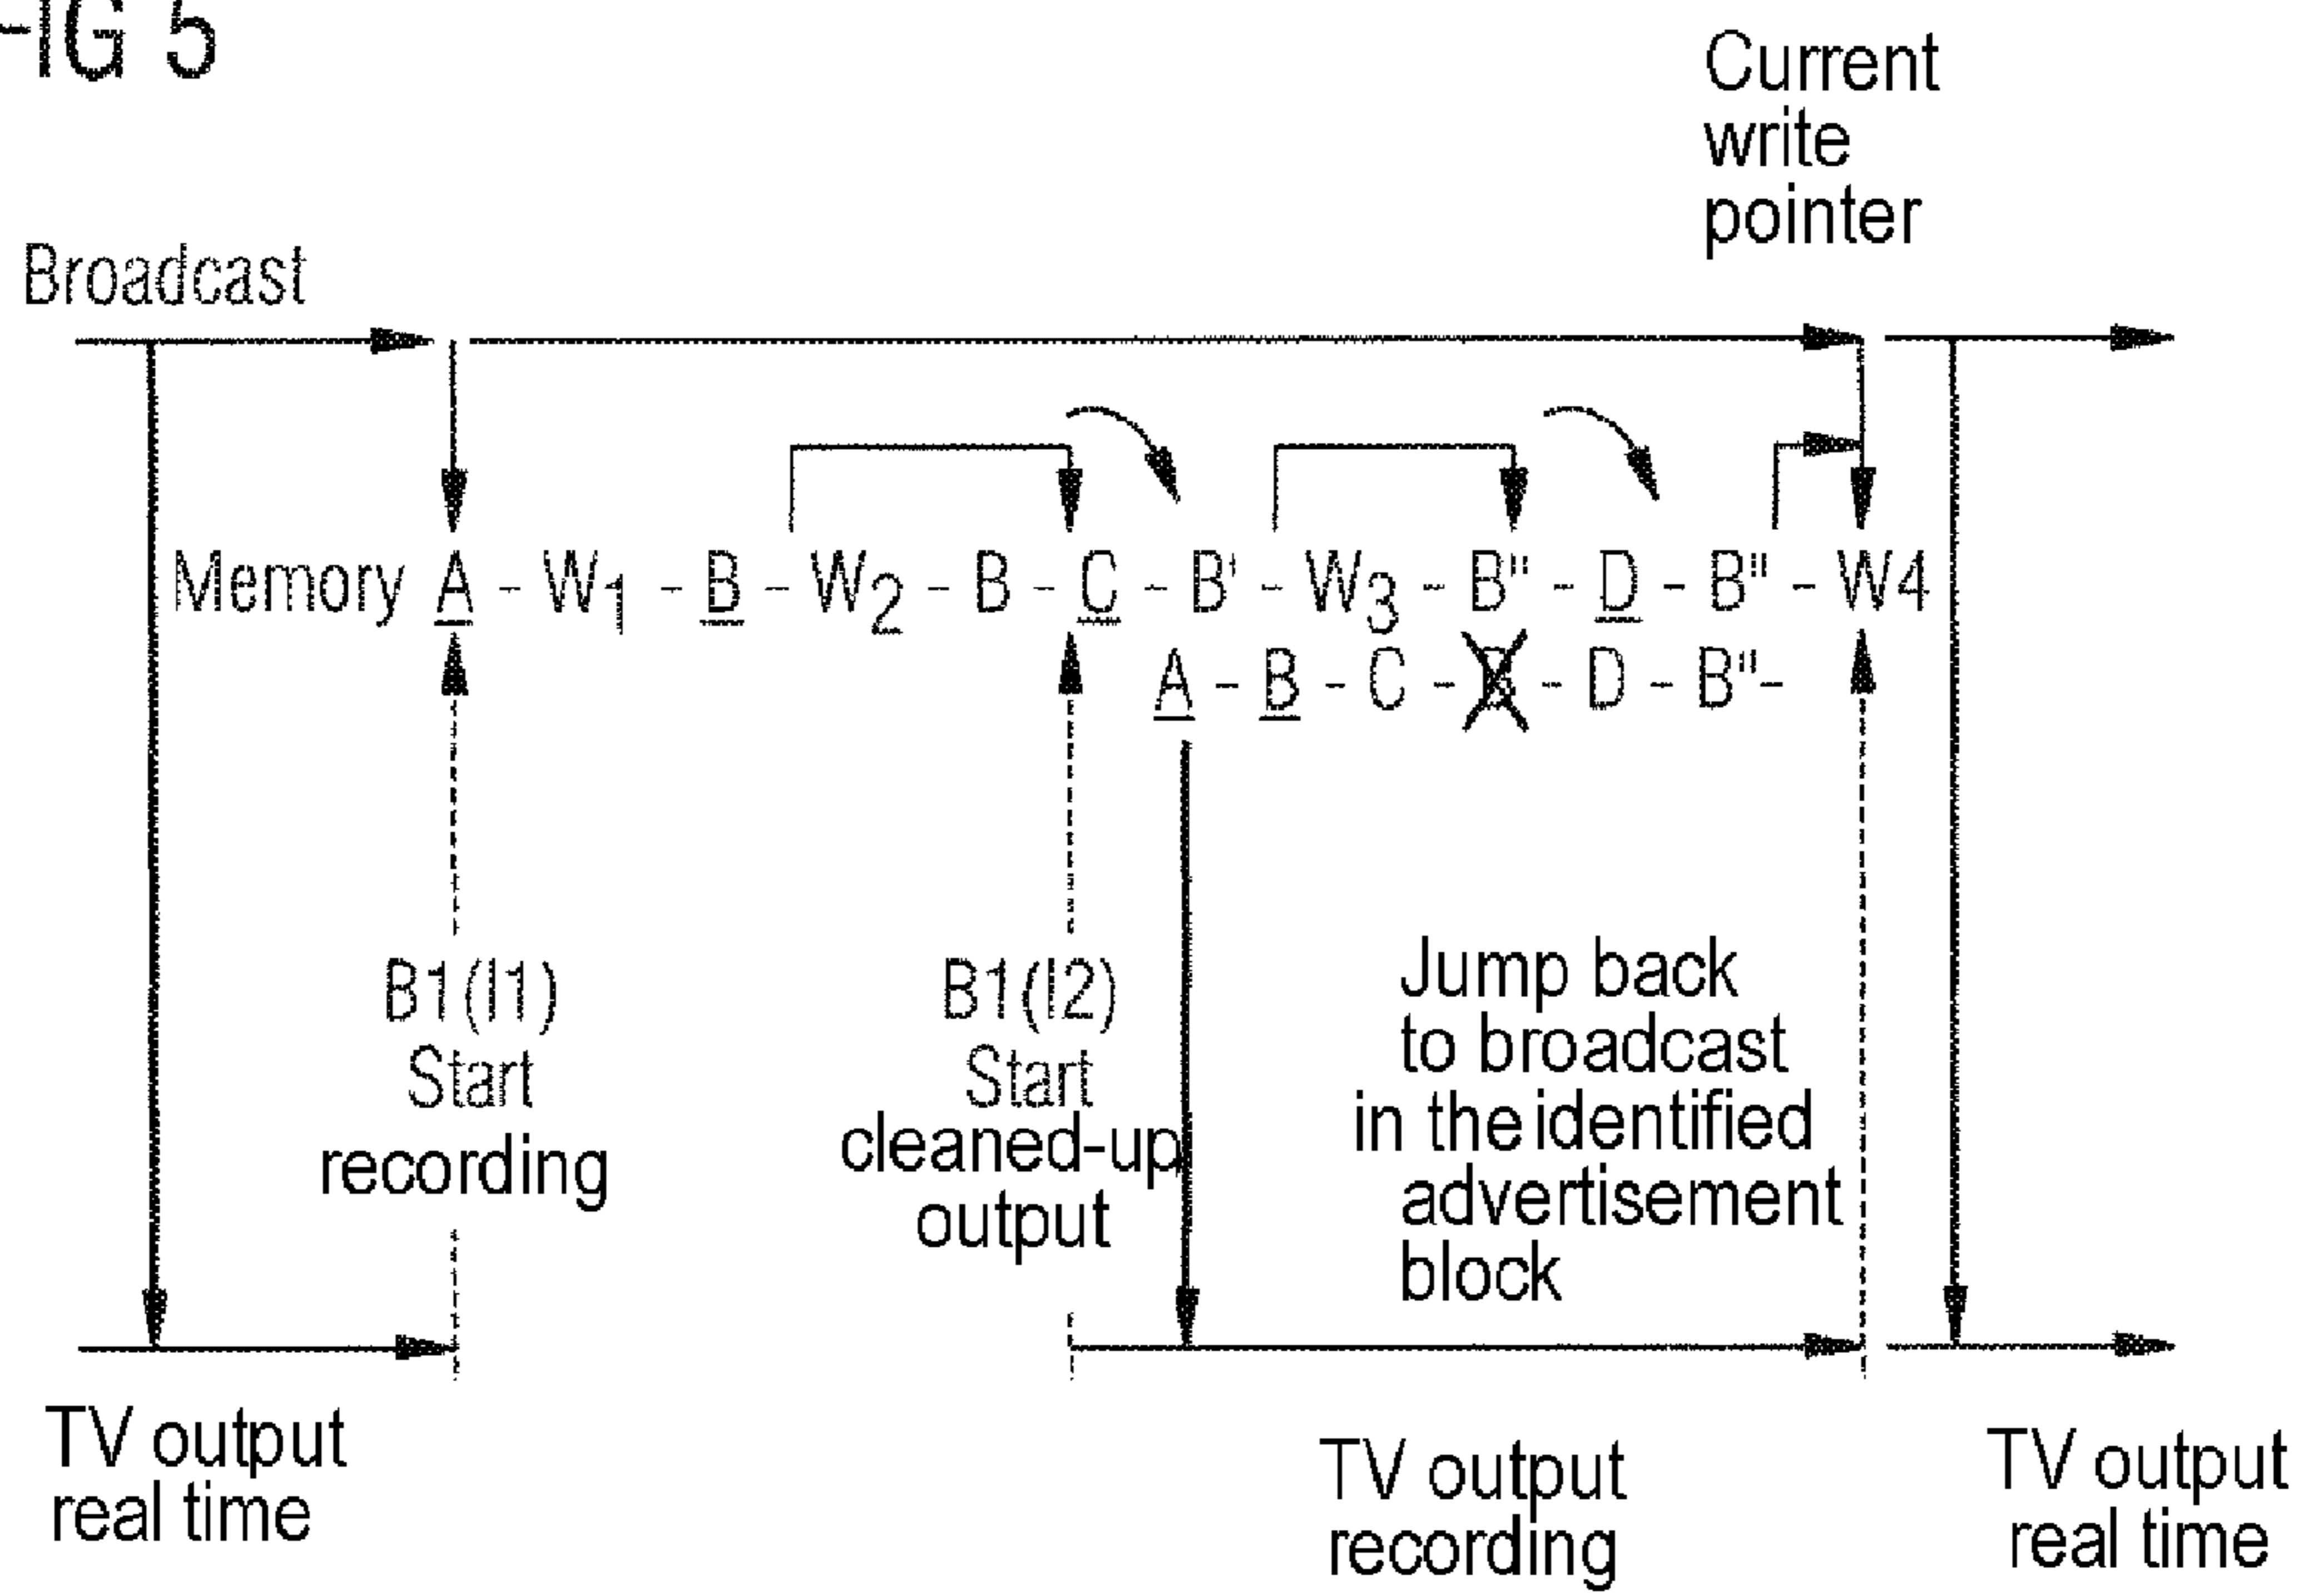 FIG 5
Current
write
pointer
Broadcast
Memory A - W1 - B - W2 - B - C - B' - W3 - B'' - D - B'' - W4
A - B - C - B - D - B'' -
B1(I1)
Start
recording
B1(I2)
Start
cleaned-up
output
Jump back
to broadcast
in the identified
advertisement
block
TV output
real time
TV output
recording
TV output
real time